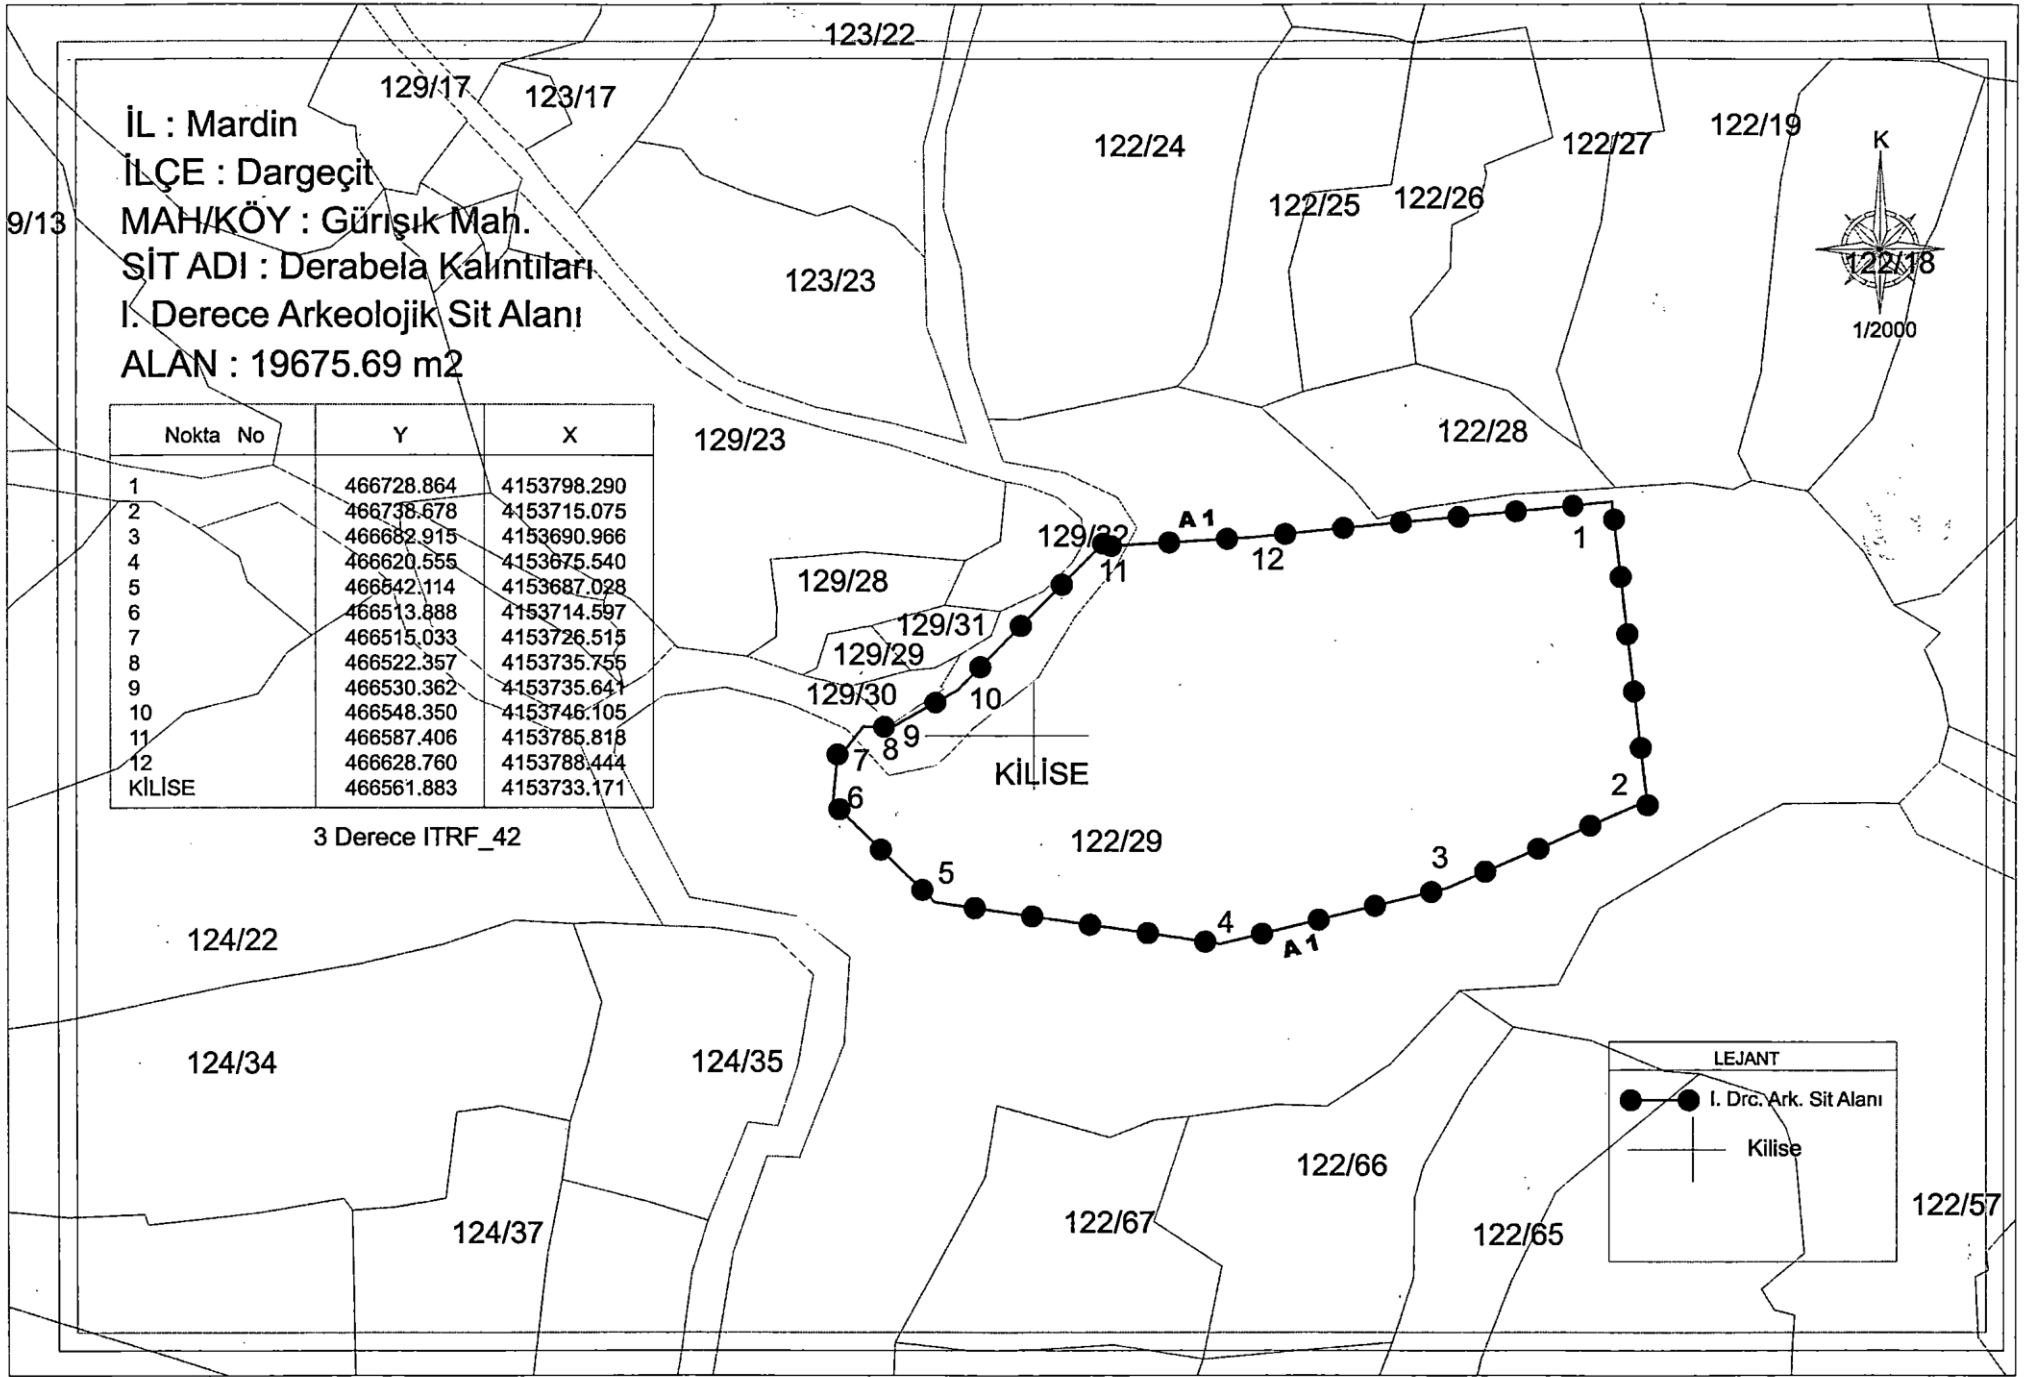 123/22
129/17
123/17
İL : Mardin
İLÇE : Dargeçit
MAH/KÖY : Gürışık Mah.
SİT ADI : Derabela Kalıntıları
I. Derece Arkeolojik Sit Alanı
ALAN : 19675.69 m2
9/13
122/24
122/25
122/26
122/27
122/19
K
122/18
1/2000
123/23
129/23
122/28
Nokta No Y X
1 466728.864 4153798.290
2 466738.678 4153715.075
3 466682.915 4153690.966
4 466620.555 4153675.540
5 466542.114 4153687.028
6 466513.888 4153714.597
7 466515.033 4153726.515
8 466522.357 4153735.755
9 466530.362 4153735.641
10 466548.350 4153746.105
11 466587.406 4153785.818
12 466628.760 4153788.444
KİLİSE 466561.883 4153733.171
3 Derece ITRF_42
129/32
A 1
1
12
11
129/28
129/31
129/29
129/30
10
9
8
7
6
KİLİSE
2
122/29
3
5
4
A 1
124/22
124/34
124/35
124/37
122/66
122/67
122/65
122/57
LEJANT
I. Drc. Ark. Sit Alanı
Kilise